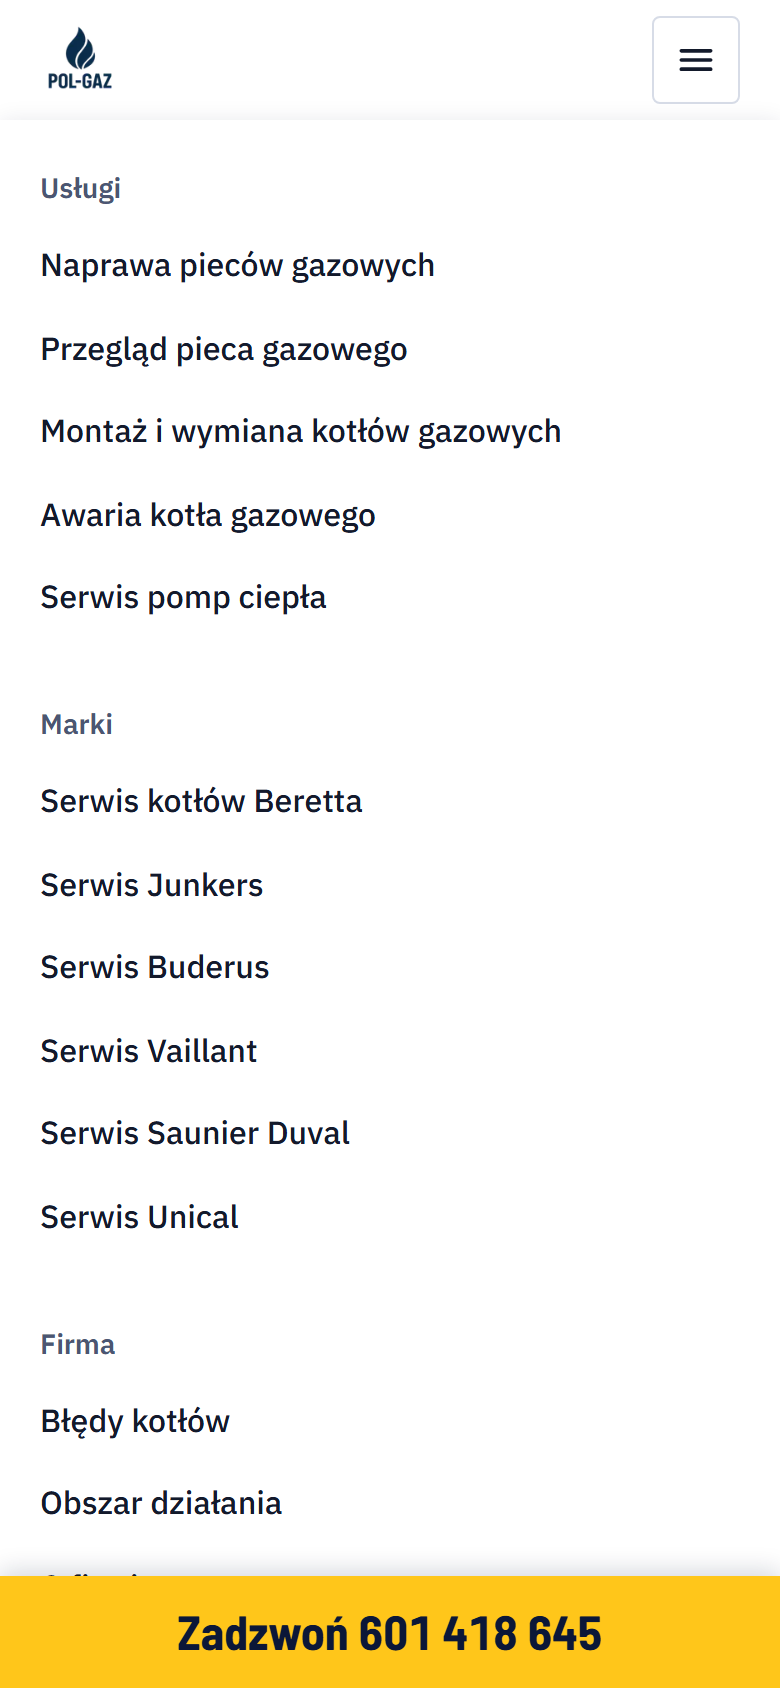 POL-GAZ
Usługi
Naprawa pieców gazowych
Przegląd pieca gazowego
Montaż i wymiana kotłów gazowych
Awaria kotła gazowego
Serwis pomp ciepła
Marki
Serwis kotłów Beretta
Serwis Junkers
Serwis Buderus
Serwis Vaillant
Serwis Saunier Duval
Serwis Unical
Firma
Błędy kotłów
Obszar działania
Zadzwoń 601 418 645